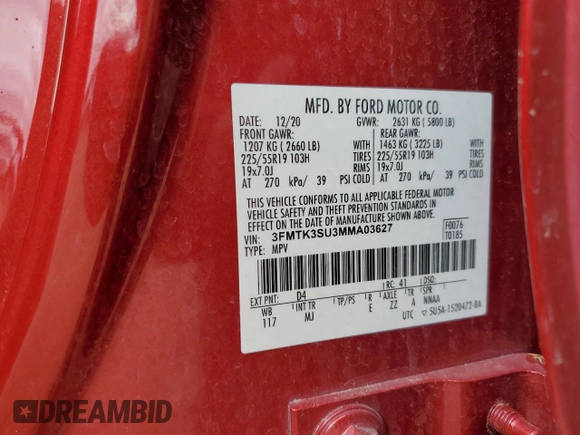 MFD. BY FORD MOTOR CO.
DATE: 12/20 GVWR: 2631 KG ( 5800 LB)
FRONT GAWR: REAR GAWR:
1207 KG ( 2660 LB) WITH 1463 KG ( 3225 LB) WITH
225/55R19 103H TIRES 225/55R19 103H TIRES
19x7.0J RIMS 19x7.0J RIMS
AT 270 kPa/ 39 PSI COLD AT 270 kPa/ 39 PSI COLD
THIS VEHICLE CONFORMS TO ALL APPLICABLE FEDERAL MOTOR
VEHICLE SAFETY AND BUMPER STANDARDS IN
EFFECT ON THE DATE OF MANUFACTURE SHOWN ABOVE.
VIN: 3FMTK3SU3MMA03627 F0076
TYPE: MPV T0185
EXT PNT: D4 RC: 41 DSO:
WB INT TR TP/PS R AXLE TR SPR
117 MJ E Z2 A NNAA
UTC SU5A-1520472-BA
DREAMBID